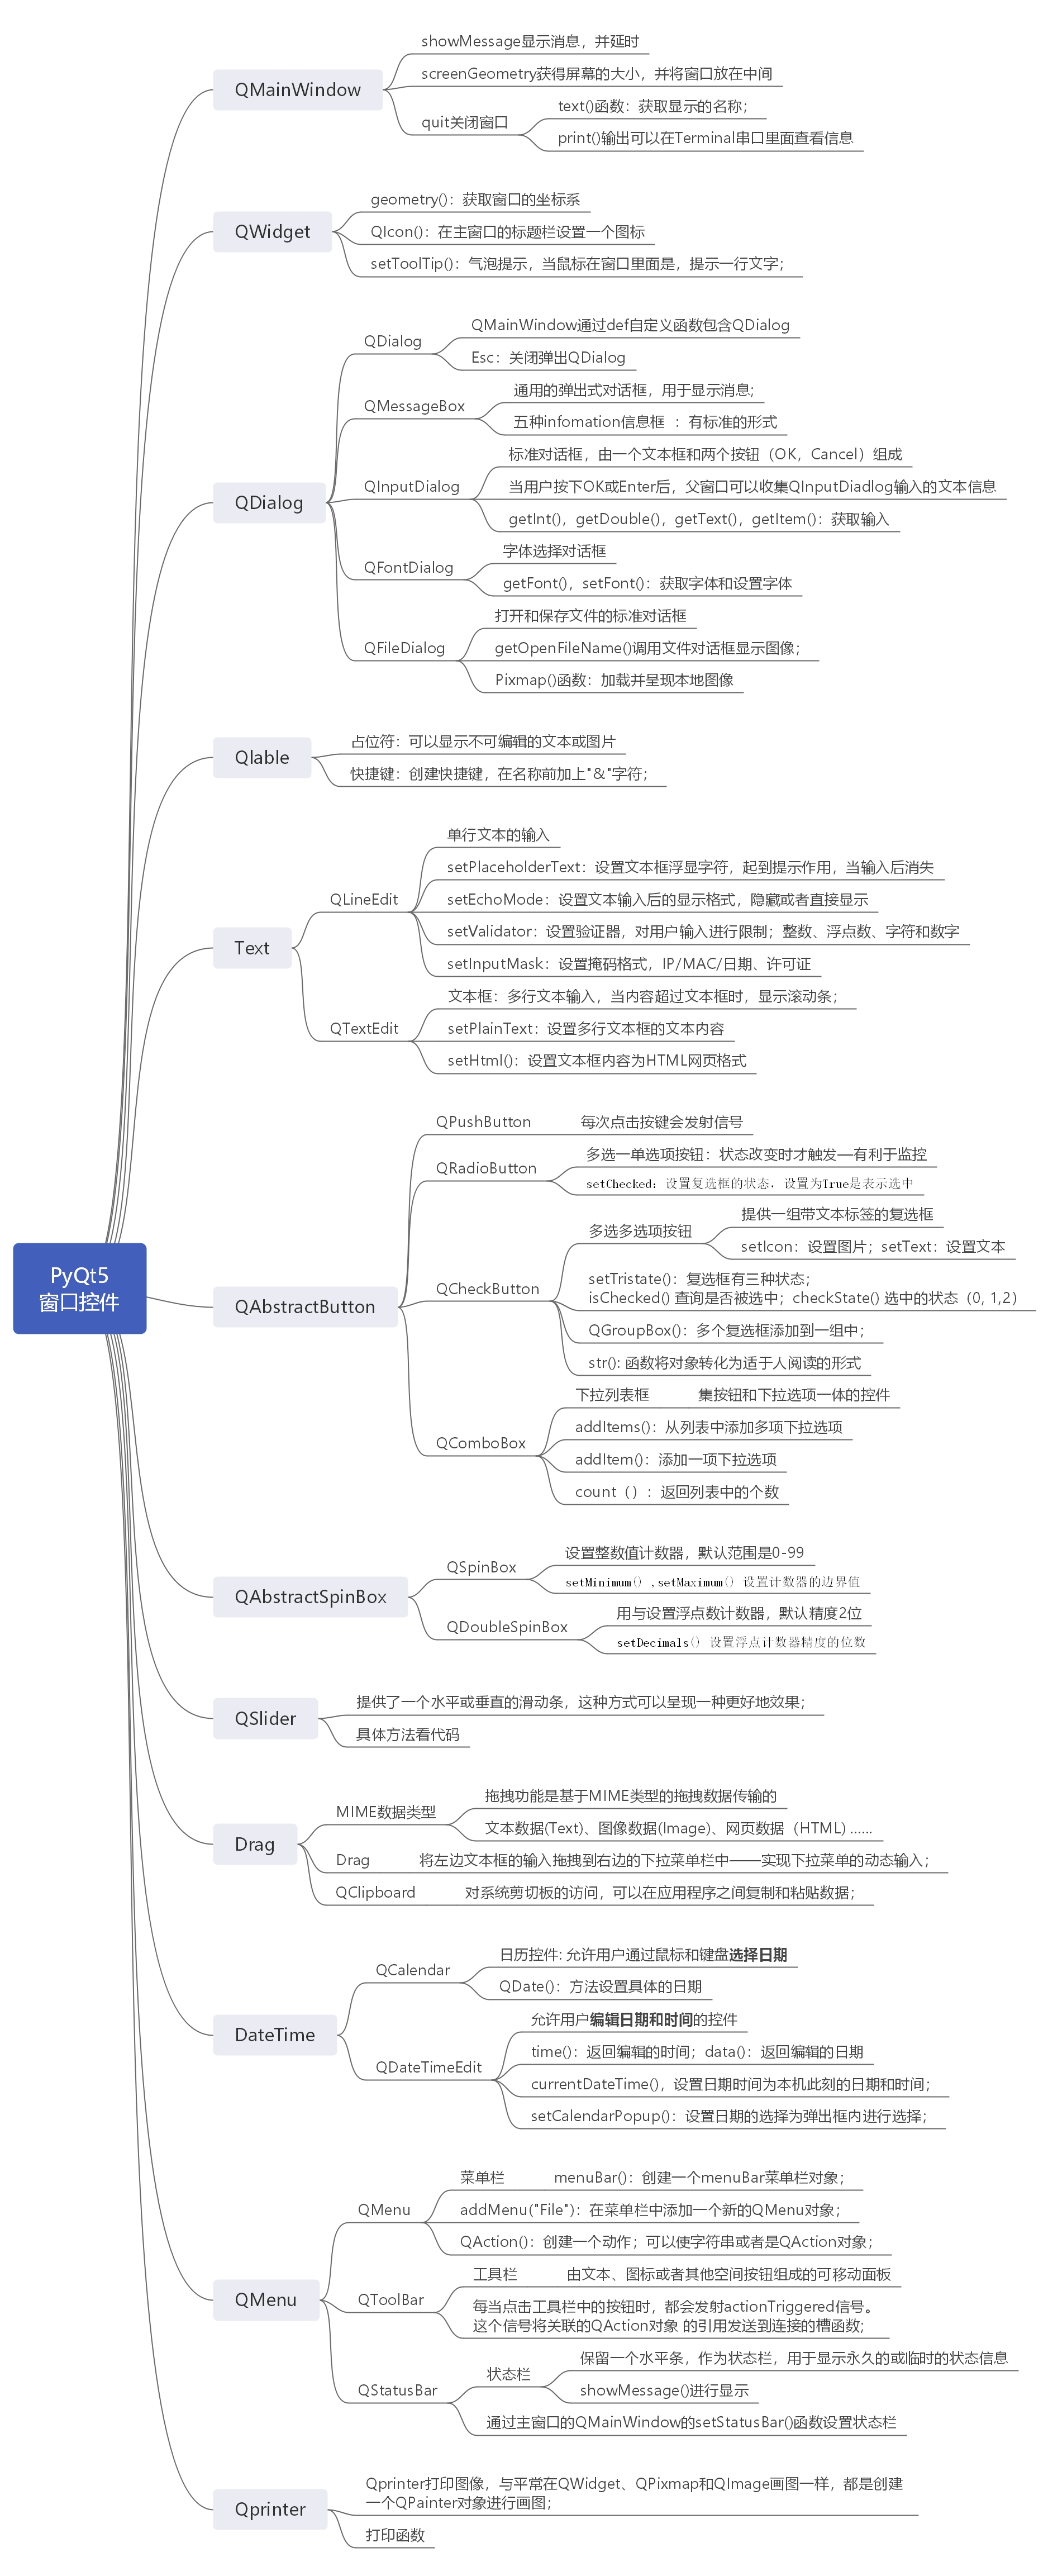 PyQt5
窗口控件
QMainWindow
showMessage显示消息，并延时
screenGeometry获得屏幕的大小，并将窗口放在中间
quit关闭窗口
text()函数：获取显示的名称；
print()输出可以在Terminal串口里面查看信息
QWidget
geometry()：获取窗口的坐标系
QIcon()：在主窗口的标题栏设置一个图标
setToolTip()：气泡提示，当鼠标在窗口里面是，提示一行文字；
QDialog
QDialog
QMainWindow通过def自定义函数包含QDialog
Esc：关闭弹出QDialog
QMessageBox
通用的弹出式对话框，用于显示消息；
五种infomation信息框 ：有标准的形式
QInputDialog
标准对话框，由一个文本框和两个按钮（OK，Cancel）组成
当用户按下OK或Enter后，父窗口可以收集QInputDiadlog输入的文本信息
getInt()，getDouble()，getText()，getItem()：获取输入
QFontDialog
字体选择对话框
getFont()，setFont()：获取字体和设置字体
QFileDialog
打开和保存文件的标准对话框
getOpenFileName()调用文件对话框显示图像；
Pixmap()函数：加载并呈现本地图像
Qlable
占位符：可以显示不可编辑的文本或图片
快捷键：创建快捷键，在名称前加上"＆"字符；
Text
QLineEdit
单行文本的输入
setPlaceholderText：设置文本框浮显字符，起到提示作用，当输入后消失
setEchoMode：设置文本输入后的显示格式，隐藏或者直接显示
setValidator：设置验证器，对用户输入进行限制；整数、浮点数、字符和数字
setInputMask：设置掩码格式，IP/MAC/日期、许可证
QTextEdit
文本框：多行文本输入，当内容超过文本框时，显示滚动条；
setPlainText：设置多行文本框的文本内容
setHtml()：设置文本框内容为HTML网页格式
QAbstractButton
QPushButton
每次点击按键会发射信号
QRadioButton
多选一单选项按钮：状态改变时才触发—有利于监控
setChecked：设置复选框的状态，设置为True是表示选中
QCheckButton
多选多选项按钮
提供一组带文本标签的复选框
setIcon：设置图片；setText：设置文本
setTristate()：复选框有三种状态；
isChecked() 查询是否被选中；checkState() 选中的状态（0, 1,2）
QGroupBox()：多个复选框添加到一组中；
str(): 函数将对象转化为适于人阅读的形式
QComboBox
下拉列表框
集按钮和下拉选项一体的控件
addItems()：从列表中添加多项下拉选项
addItem()：添加一项下拉选项
count（）：返回列表中的个数
QAbstractSpinBox
QSpinBox
设置整数值计数器，默认范围是0-99
setMinimum() ,setMaximum() 设置计数器的边界值
QDoubleSpinBox
用与设置浮点数计数器，默认精度2位
setDecimals() 设置浮点计数器精度的位数
QSlider
提供了一个水平或垂直的滑动条，这种方式可以呈现一种更好地效果；
具体方法看代码
Drag
MIME数据类型
拖拽功能是基于MIME类型的拖拽数据传输的
文本数据(Text)、图像数据(Image)、网页数据（HTML) ......
Drag
将左边文本框的输入拖拽到右边的下拉菜单栏中——实现下拉菜单的动态输入；
QClipboard
对系统剪切板的访问，可以在应用程序之间复制和粘贴数据；
DateTime
QCalendar
日历控件: 允许用户通过鼠标和键盘选择日期
QDate()：方法设置具体的日期
QDateTimeEdit
允许用户编辑日期和时间的控件
time()：返回编辑的时间；data()：返回编辑的日期
currentDateTime()，设置日期时间为本机此刻的日期和时间；
setCalendarPopup()：设置日期的选择为弹出框内进行选择；
QMenu
QMenu
菜单栏
menuBar()：创建一个menuBar菜单栏对象；
addMenu("File")：在菜单栏中添加一个新的QMenu对象；
QAction()：创建一个动作；可以使字符串或者是QAction对象；
QToolBar
工具栏
由文本、图标或者其他空间按钮组成的可移动面板
每当点击工具栏中的按钮时，都会发射actionTriggered信号。
这个信号将关联的QAction对象 的引用发送到连接的槽函数；
QStatusBar
状态栏
保留一个水平条，作为状态栏，用于显示永久的或临时的状态信息
showMessage()进行显示
通过主窗口的QMainWindow的setStatusBar()函数设置状态栏
Qprinter
Qprinter打印图像，与平常在QWidget、QPixmap和QImage画图一样，都是创建
一个QPainter对象进行画图；
打印函数